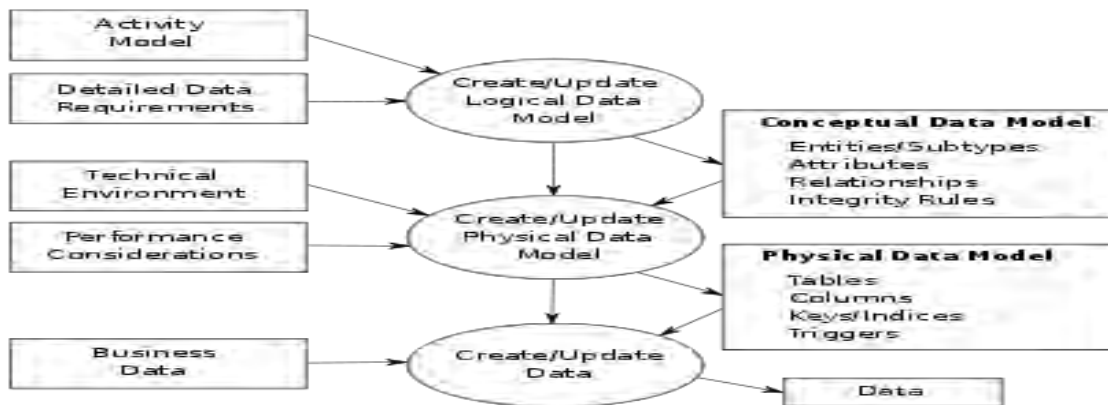 Activity
Model
Detailed Data
Requirements
Create/Update
Logical Data
Model
Conceptual Data Model
Entities/Subtypes
Attributes
Relationships
Integrity Rules
Technical
Environment
Performance
Considerations
Create/Update
Physical Data
Model
Physical Data Model
Tables
Columns
Keys/Indices
Triggers
Business
Data
Create/Update
Data
Data